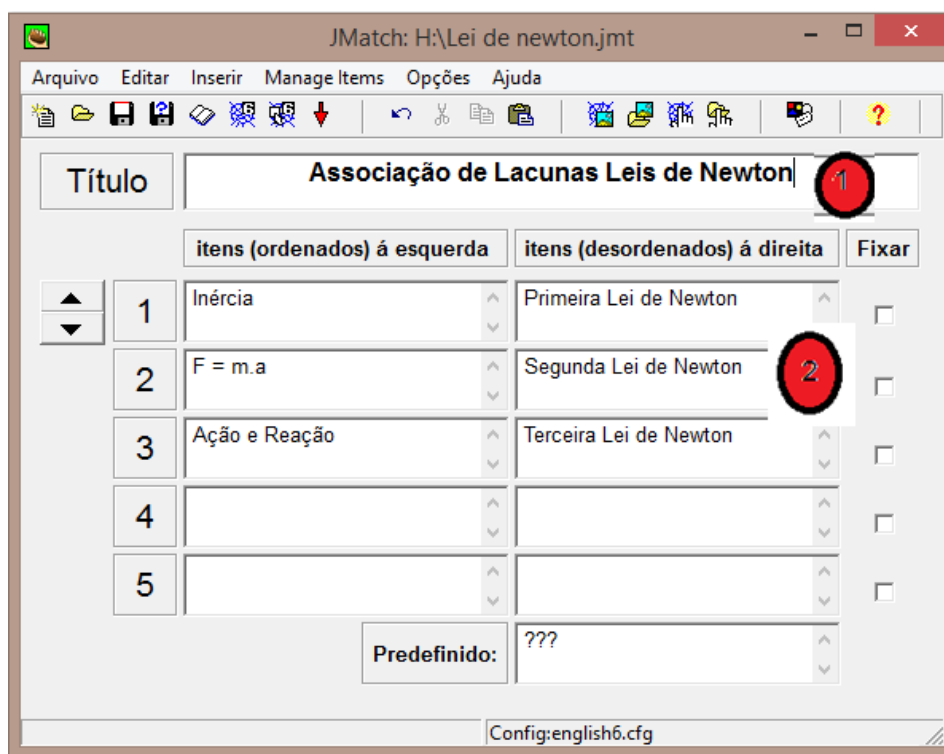 JMatch: H:\Lei de newton.jmt
Arquivo Editar Inserir Manage Items Opções Ajuda
Título
Associação de Lacunas Leis de Newton
1
itens (ordenados) á esquerda
itens (desordenados) á direita
Fixar
1
Inércia
Primeira Lei de Newton
2
F = m.a
Segunda Lei de Newton
2
3
Ação e Reação
Terceira Lei de Newton
4
5
Predefinido:
???
Config:english6.cfg